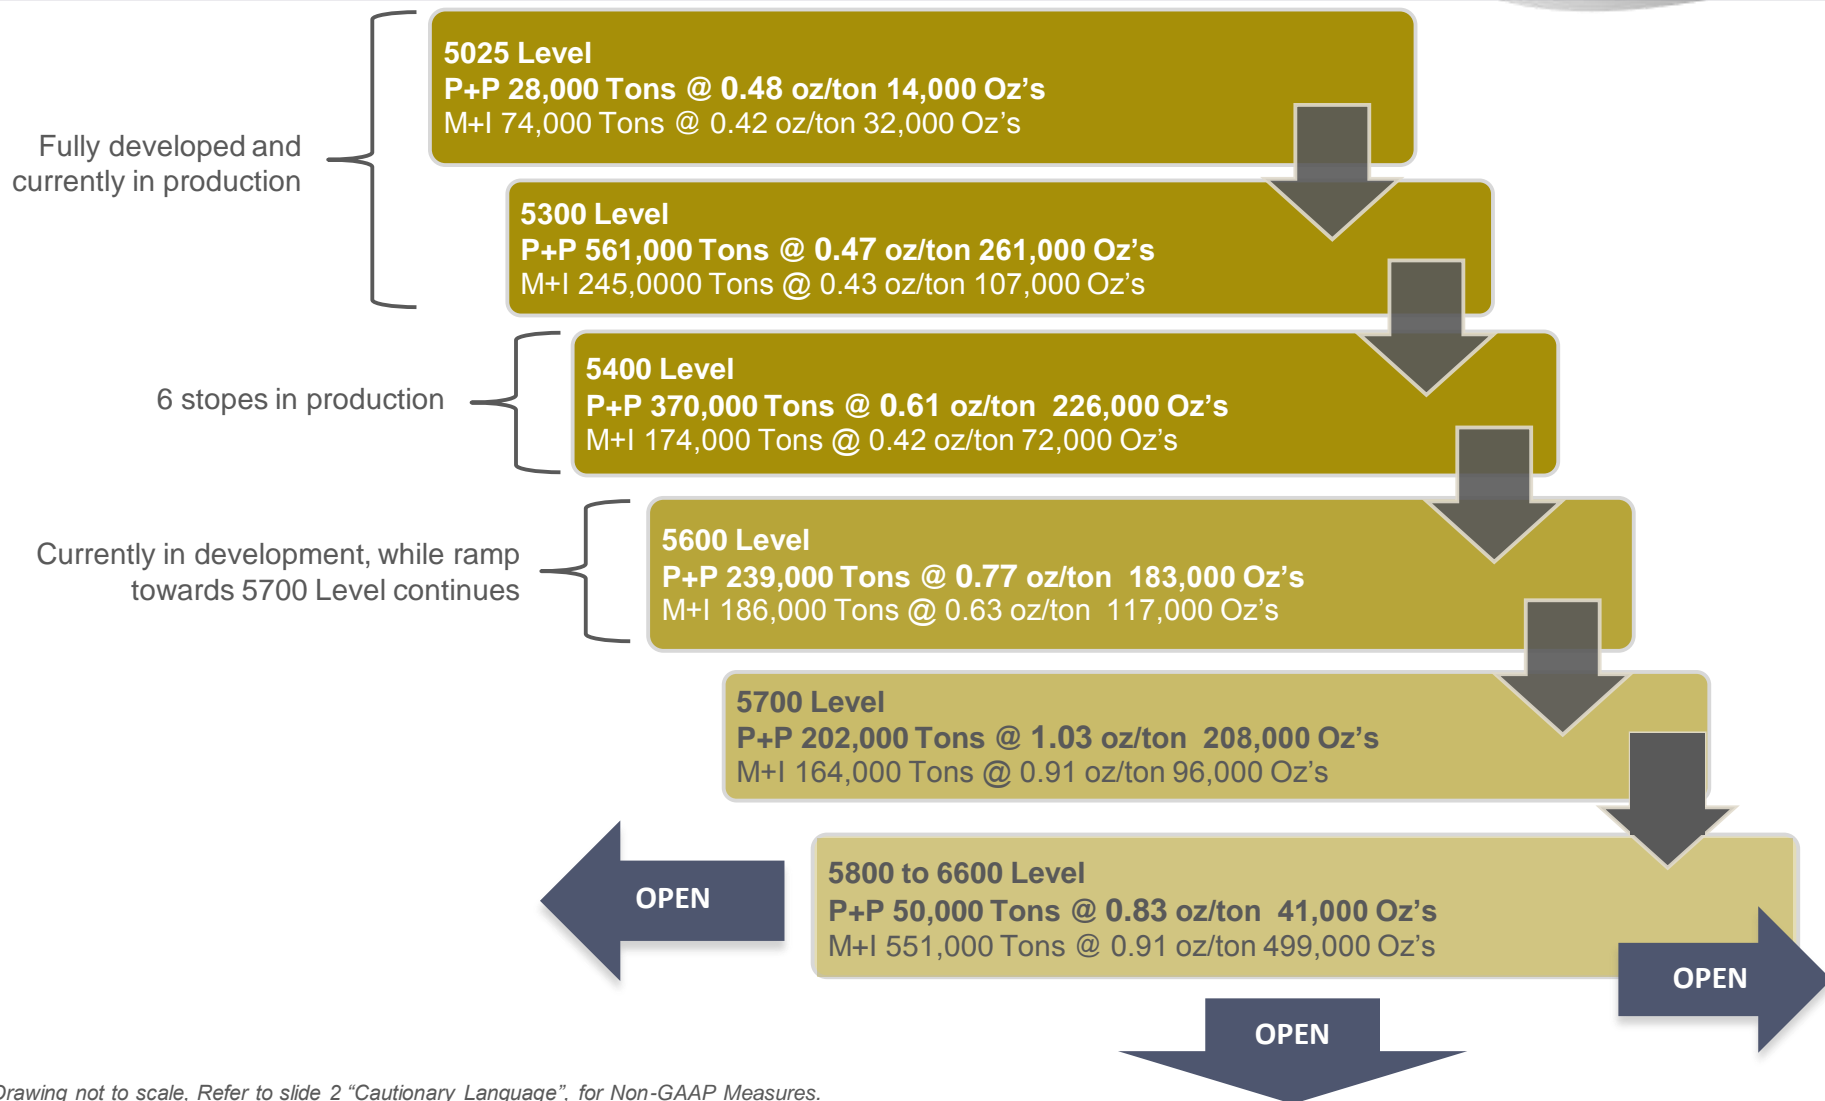 5025 Level
P+P 28,000 Tons @ 0.48 oz/ton 14,000 Oz's
M+I 74,000 Tons @ 0.42 oz/ton 32,000 Oz's
Fully developed and
currently in production
5300 Level
P+P 561,000 Tons @ 0.47 oz/ton 261,000 Oz's
M+I 245,0000 Tons @ 0.43 oz/ton 107,000 Oz's
5400 Level
P+P 370,000 Tons @ 0.61 oz/ton 226,000 Oz's
M+I 174,000 Tons @ 0.42 oz/ton 72,000 Oz's
6 stopes in production
5600 Level
P+P 239,000 Tons @ 0.77 oz/ton 183,000 Oz's
M+I 186,000 Tons @ 0.63 oz/ton 117,000 Oz's
Currently in development, while ramp
towards 5700 Level continues
5700 Level
P+P 202,000 Tons @ 1.03 oz/ton 208,000 Oz's
M+I 164,000 Tons @ 0.91 oz/ton 96,000 Oz's
5800 to 6600 Level
P+P 50,000 Tons @ 0.83 oz/ton 41,000 Oz's
M+I 551,000 Tons @ 0.91 oz/ton 499,000 Oz's
OPEN
OPEN
OPEN
Drawing not to scale, Refer to slide 2 “Cautionary Language”, for Non-GAAP Measures.